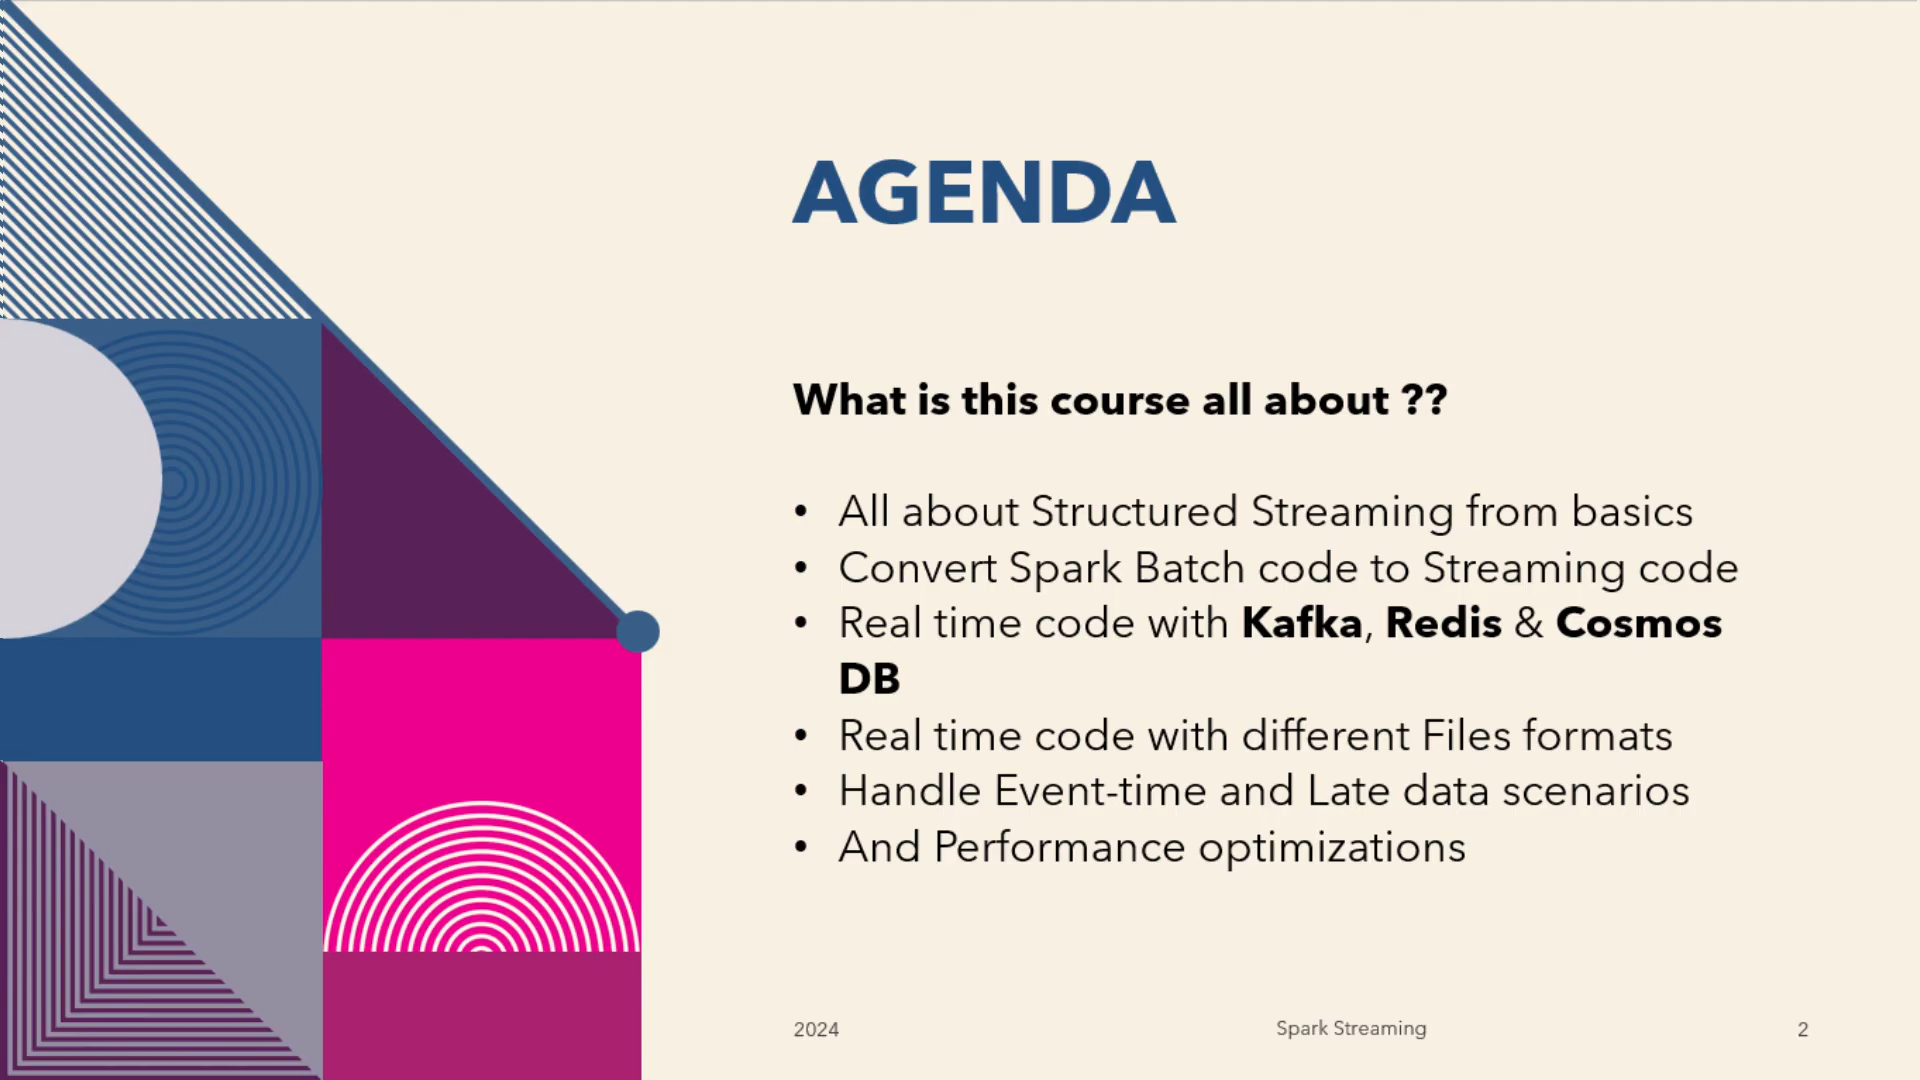 AGENDA
What is this course all about ??
• All about Structured Streaming from basics
• Convert Spark Batch code to Streaming code
• Real time code with Kafka, Redis & Cosmos
DB
• Real time code with different Files formats
• Handle Event-time and Late data scenarios
• And Performance optimizations
2024
Spark Streaming
2